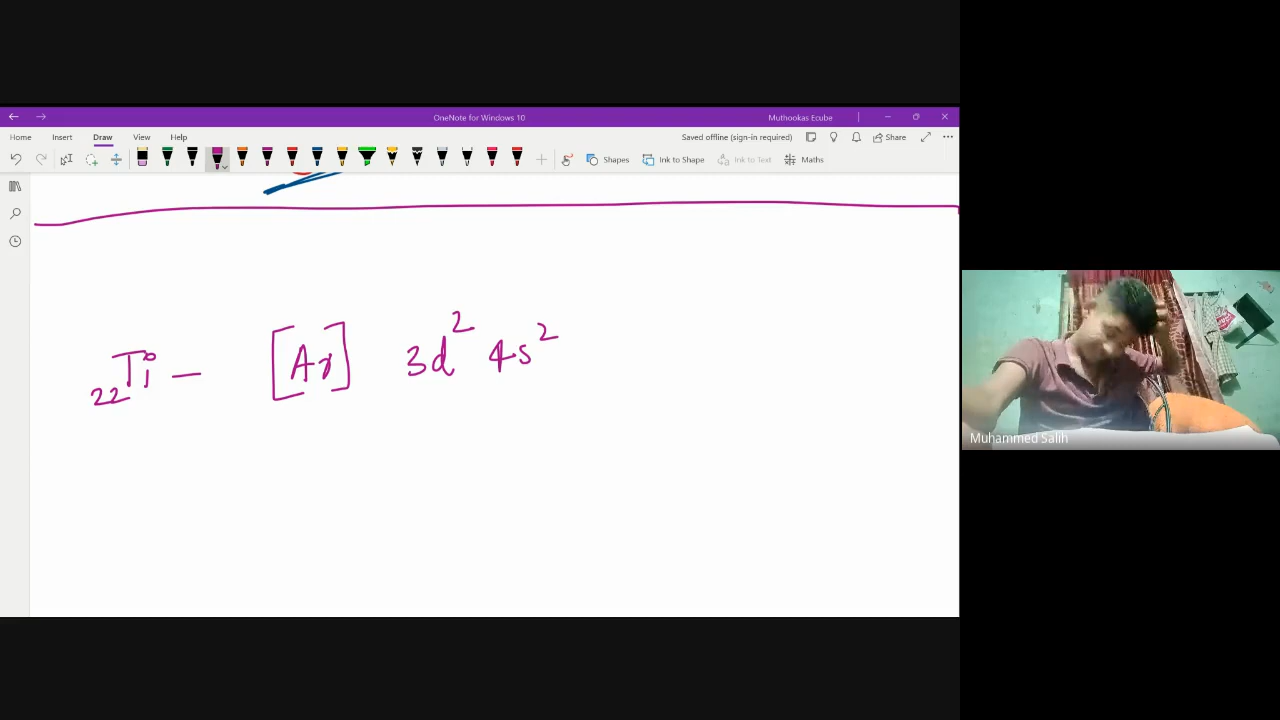 OneNote for Windows 10
Muthookas Ecube
Home Insert Draw View Help
Saved offline (sign-in required)
Share
Shapes
Ink to Shape
Ink to Text
Maths
22Ti - [Ar] 3d² 4s²
Muhammed Salih